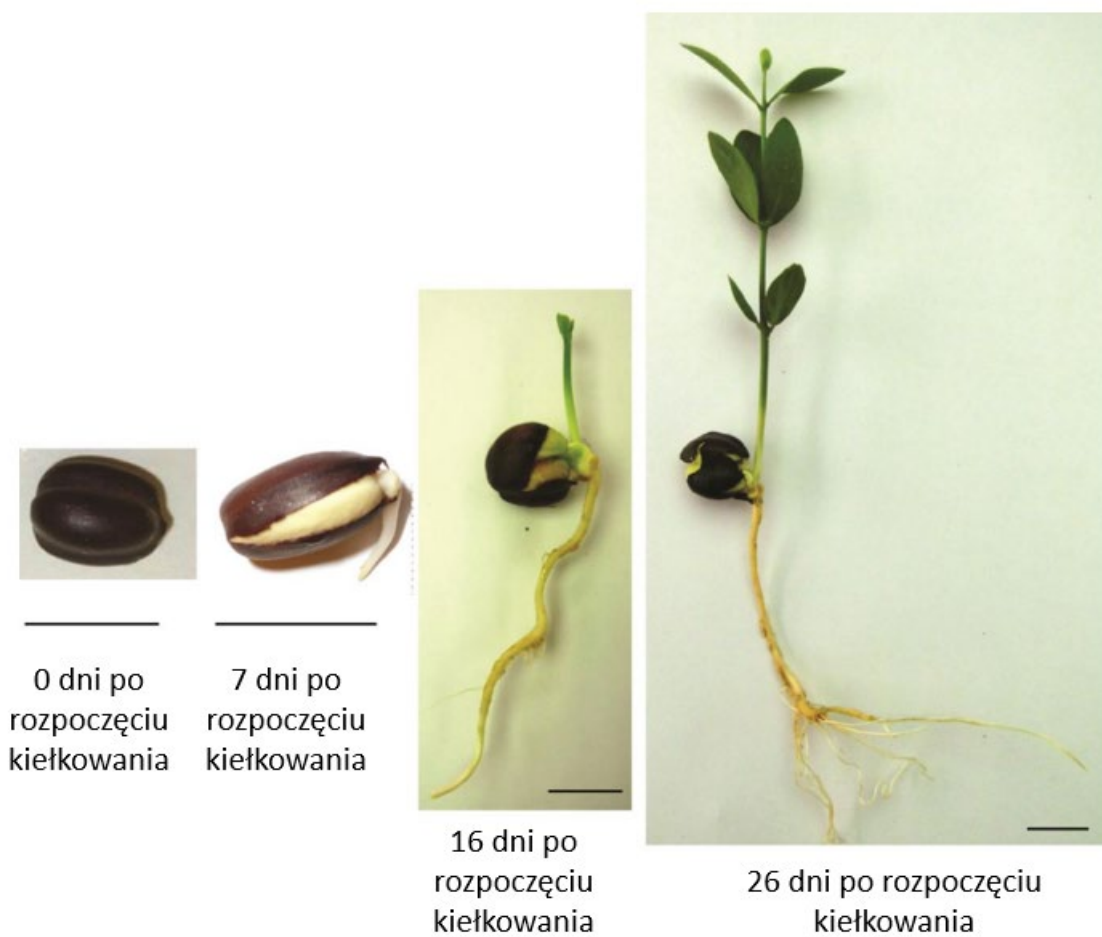 0 dni po
rozpoczęciu
kiełkowania
7 dni po
rozpoczęciu
kiełkowania
16 dni po
rozpoczęciu
kiełkowania
26 dni po rozpoczęciu
kiełkowania